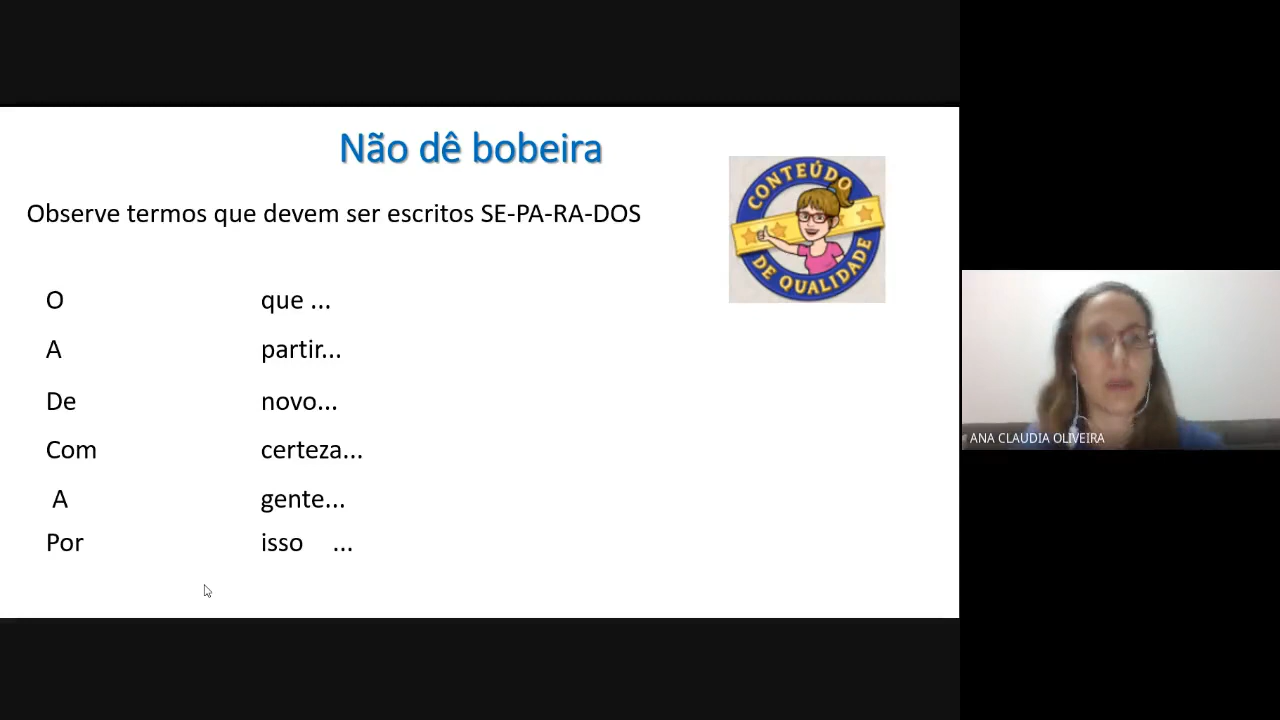 Não dê bobeira
CONTEÚDO
DE QUALIDADE
Observe termos que devem ser escritos SE-PA-RA-DOS
O que ...
A partir...
De novo...
Com certeza...
A gente...
Por isso ...
ANA CLAUDIA OLIVEIRA